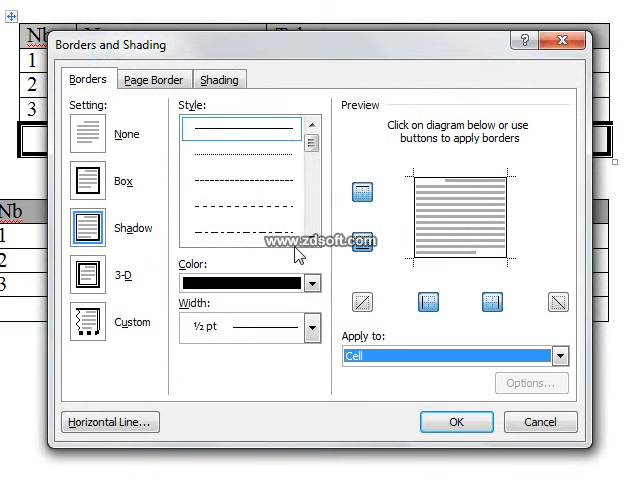 Nb
1
2
3
Borders and Shading
Borders
Page Border
Shading
Setting:
None
Box
Shadow
3-D
Custom
Style:
www.zdsoft.com
Color:
Width:
½ pt
Preview
Click on diagram below or use
buttons to apply borders
Apply to:
Cell
Options...
Horizontal Line...
OK
Cancel
Nb
1
2
3